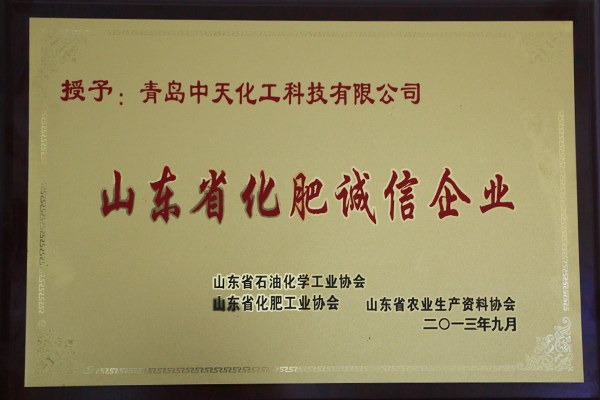 授予：青岛中天化工科技有限公司
山东省化肥诚信企业
山东省石油化学工业协会
山东省化肥工业协会 山东省农业生产资料协会
二〇一三年九月